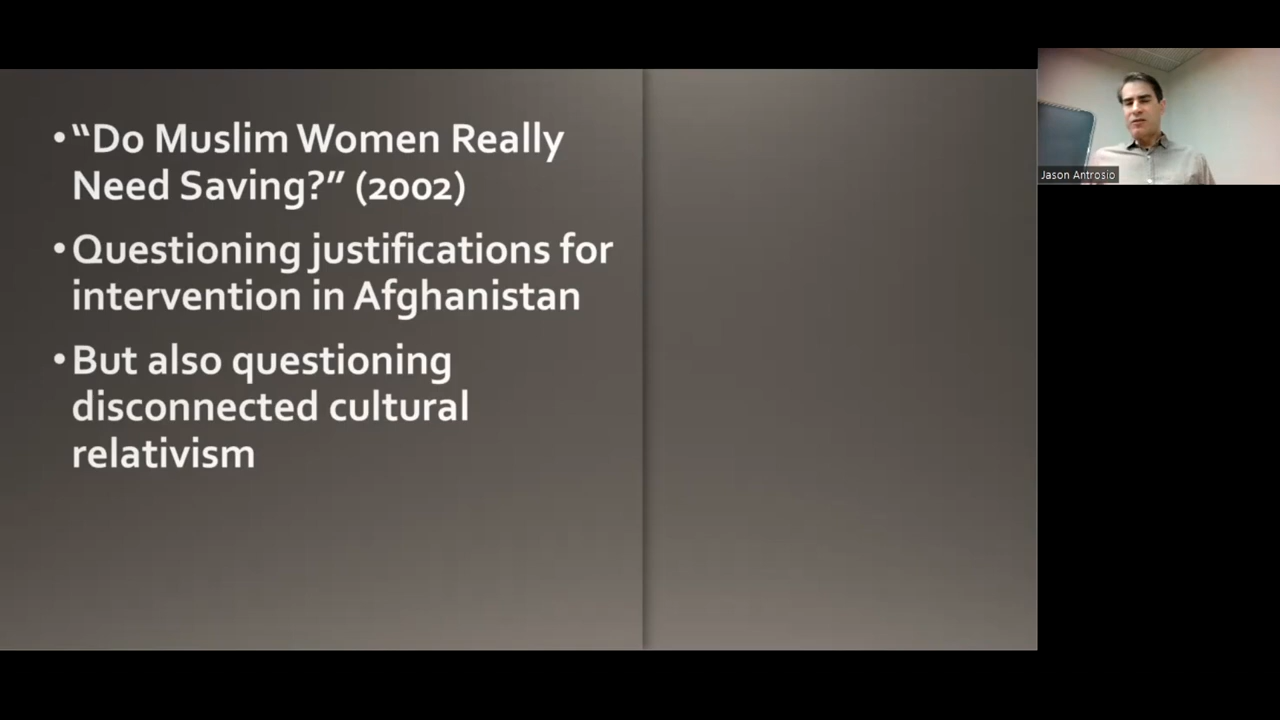 • “Do Muslim Women Really
Need Saving?” (2002)
• Questioning justifications for
intervention in Afghanistan
• But also questioning
disconnected cultural
relativism
Jason Antrosio